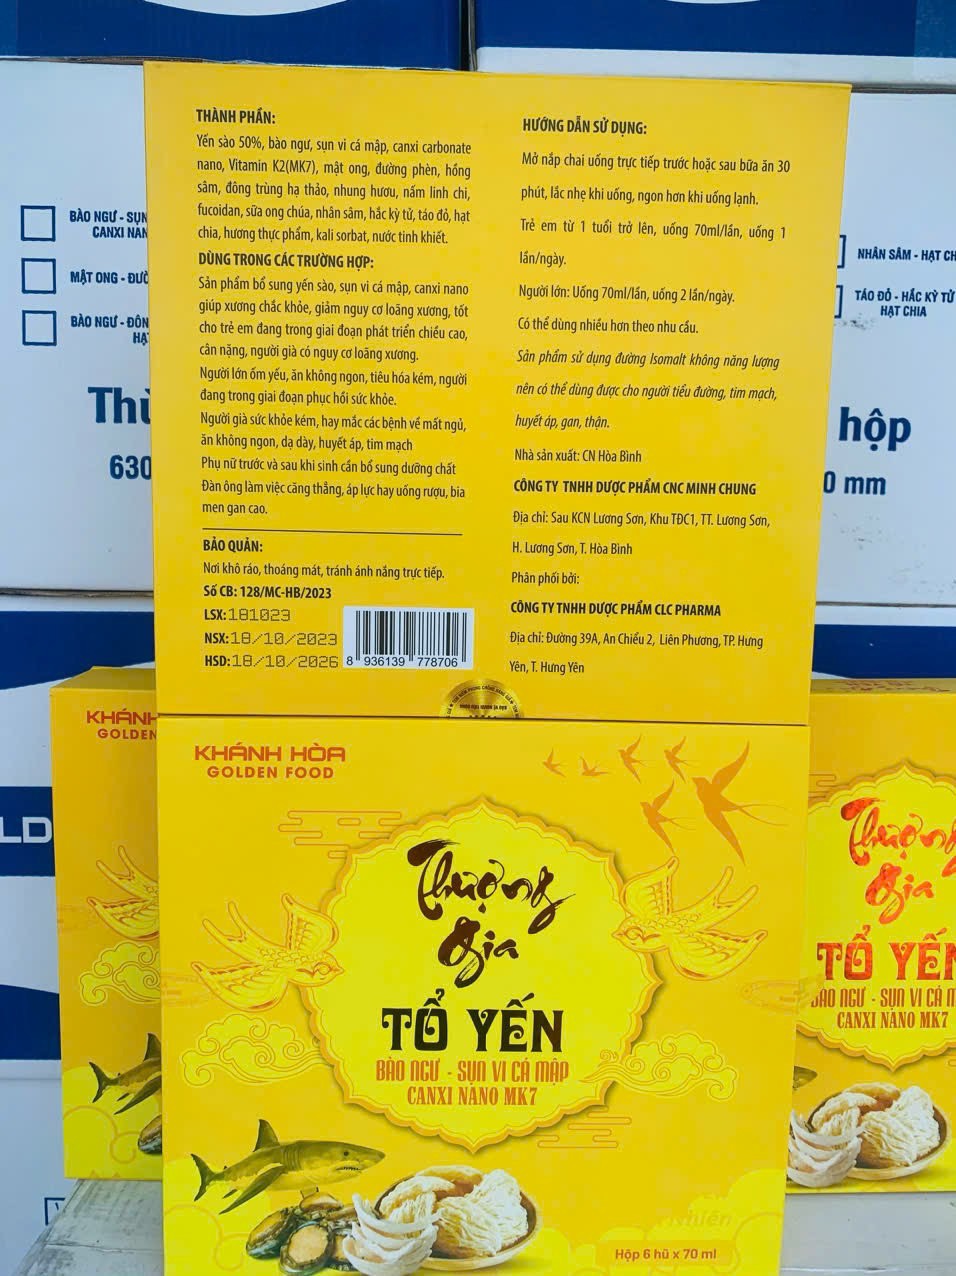 THÀNH PHẦN:
Yến sào 50%, bào ngư, sụn vi cá mập, canxi carbonate
nano, Vitamin K2(MK7), mật ong, đường phèn, hồng
sâm, đông trùng hạ thảo, nhung hươu, nấm linh chi,
fucoidan, sữa ong chúa, nhân sâm, hắc kỳ tử, táo đỏ, hạt
chia, hương thực phẩm, kali sorbat, nước tinh khiết.
DÙNG TRONG CÁC TRƯỜNG HỢP:
Sản phẩm bổ sung yến sào, sụn vi cá mập, canxi nano
giúp xương chắc khỏe, giảm nguy cơ loãng xương, tốt
cho trẻ em đang trong giai đoạn phát triển chiều cao,
cân nặng, người già có nguy cơ loãng xương.
Người lớn ốm yếu, ăn không ngon, tiêu hóa kém, người
đang trong giai đoạn phục hồi sức khỏe.
Người già sức khỏe kém, hay mắc các bệnh về mất ngủ,
ăn không ngon, dạ dày, huyết áp, tim mạch
Phụ nữ trước và sau khi sinh cần bổ sung dưỡng chất
Đàn ông làm việc căng thẳng, áp lực hay uống rượu, bia
men gan cao.
BẢO QUẢN:
Nơi khô ráo, thoáng mát, tránh ánh nắng trực tiếp.
Số CB: 128/MC-HB/2023
LSX: 181023
NSX: 18/10/2023
HSD: 18/10/2026
8 936139 778706
HƯỚNG DẪN SỬ DỤNG:
Mở nắp chai uống trực tiếp trước hoặc sau bữa ăn 30
phút, lắc nhẹ khi uống, ngon hơn khi uống lạnh.
Trẻ em từ 1 tuổi trở lên, uống 70ml/lần, uống 1
lần/ngày.
Người lớn: Uống 70ml/lần, uống 2 lần/ngày.
Có thể dùng nhiều hơn theo nhu cầu.
Sản phẩm sử dụng đường Isomalt không năng lượng
nên có thể dùng được cho người tiểu đường, tim mạch,
huyết áp, gan, thận.
Nhà sản xuất: CN Hòa Bình
CÔNG TY TNHH DƯỢC PHẨM CNC MINH CHUNG
Địa chỉ: Sau KCN Lương Sơn, Khu TĐC1, TT. Lương Sơn,
H. Lương Sơn, T. Hòa Bình
Phân phối bởi:
CÔNG TY TNHH DƯỢC PHẨM CLC PHARMA
Địa chỉ: Đường 39A, An Chiểu 2, Liên Phương, TP. Hưng
Yên, T. Hưng Yên
BÀO NGƯ - SỤN
CANXI NAN
MẬT ONG - ĐƯỜ
BÀO NGƯ - ĐÔN
HẠ
Thù
630
NHÂN SÂM - HẠT CH
TÁO ĐỎ - HẮC KỲ TỬ
HẠT CHIA
hộp
0 mm
LD
KHÁNH
GOLDEN
KHÁNH HÒA
GOLDEN FOOD
Thượng
Gia
TỔ YẾN
BÀO NGƯ - SỤN VI CÁ MẬP
CANXI NANO MK7
Hộp 6 hũ x 70 ml
Thượng
Gia
TỔ YẾN
BÀO NGƯ - SỤN VI CÁ M
CANXI NANO MK7